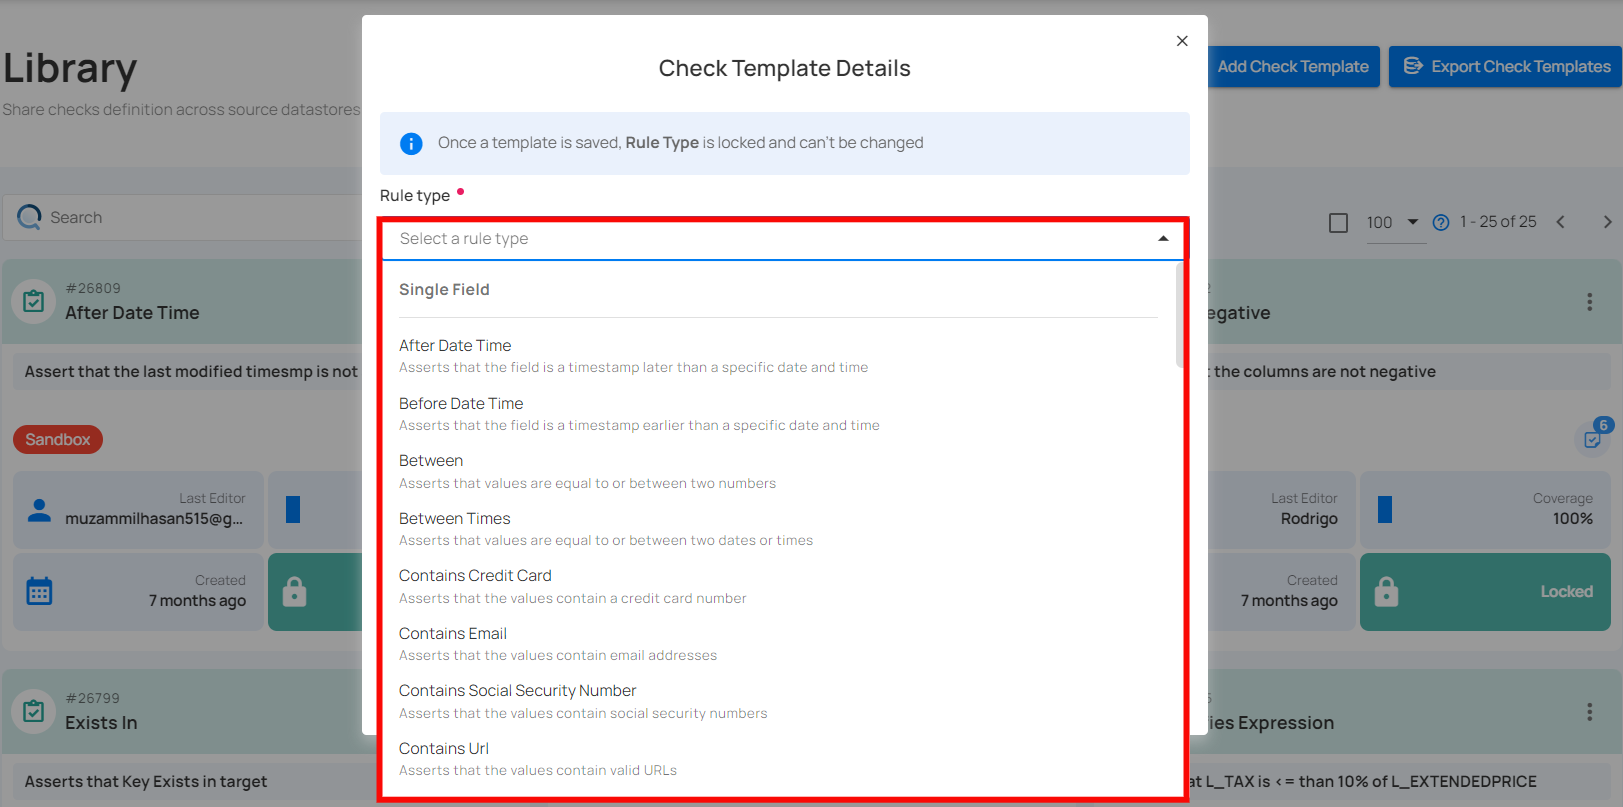 Library
Share checks definition across source datastores
Add Check Template
Export Check Templates
Search
100
1 - 25 of 25
#26809
After Date Time
Assert that the last modified timesmp is not
Sandbox
Last Editor
muzammilhasan515@g...
Created
7 months ago
#26799
Exists In
Asserts that Key Exists in target
Check Template Details
Once a template is saved, Rule Type is locked and can't be changed
Rule type
Select a rule type
Single Field
After Date Time
Asserts that the field is a timestamp later than a specific date and time
Before Date Time
Asserts that the field is a timestamp earlier than a specific date and time
Between
Asserts that values are equal to or between two numbers
Between Times
Asserts that values are equal to or between two dates or times
Contains Credit Card
Asserts that the values contain a credit card number
Contains Email
Asserts that the values contain email addresses
Contains Social Security Number
Asserts that the values contain social security numbers
Contains Url
Asserts that the values contain valid URLs
egative
the columns are not negative
6
Last Editor
Rodrigo
Coverage
100%
Created
7 months ago
Locked
ies Expression
at L_TAX is <= than 10% of L_EXTENDEDPRICE